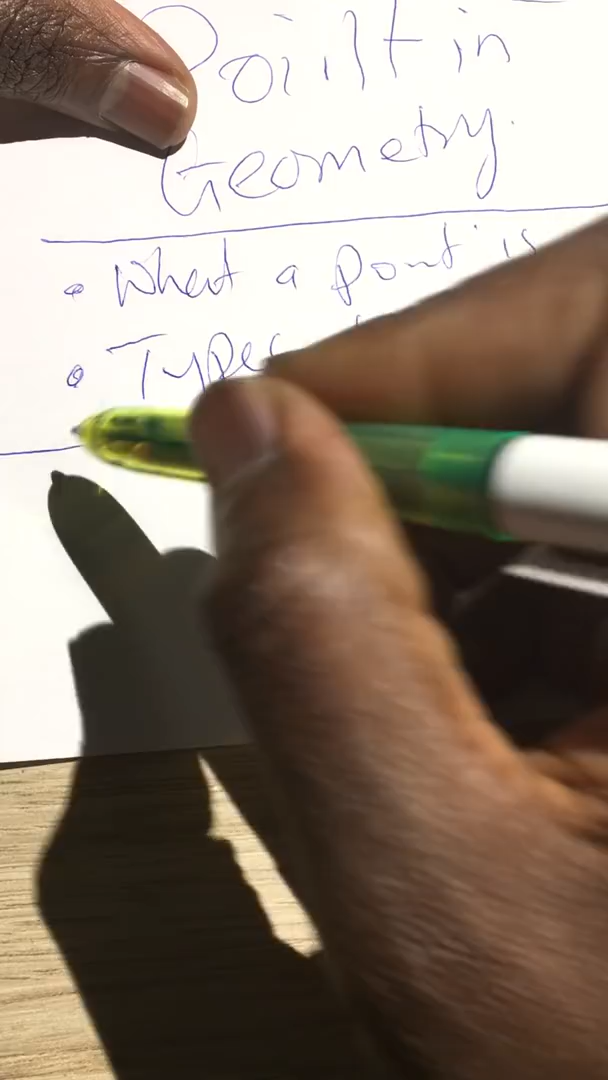 Point in
Geometry.
• What a Point is
• Types